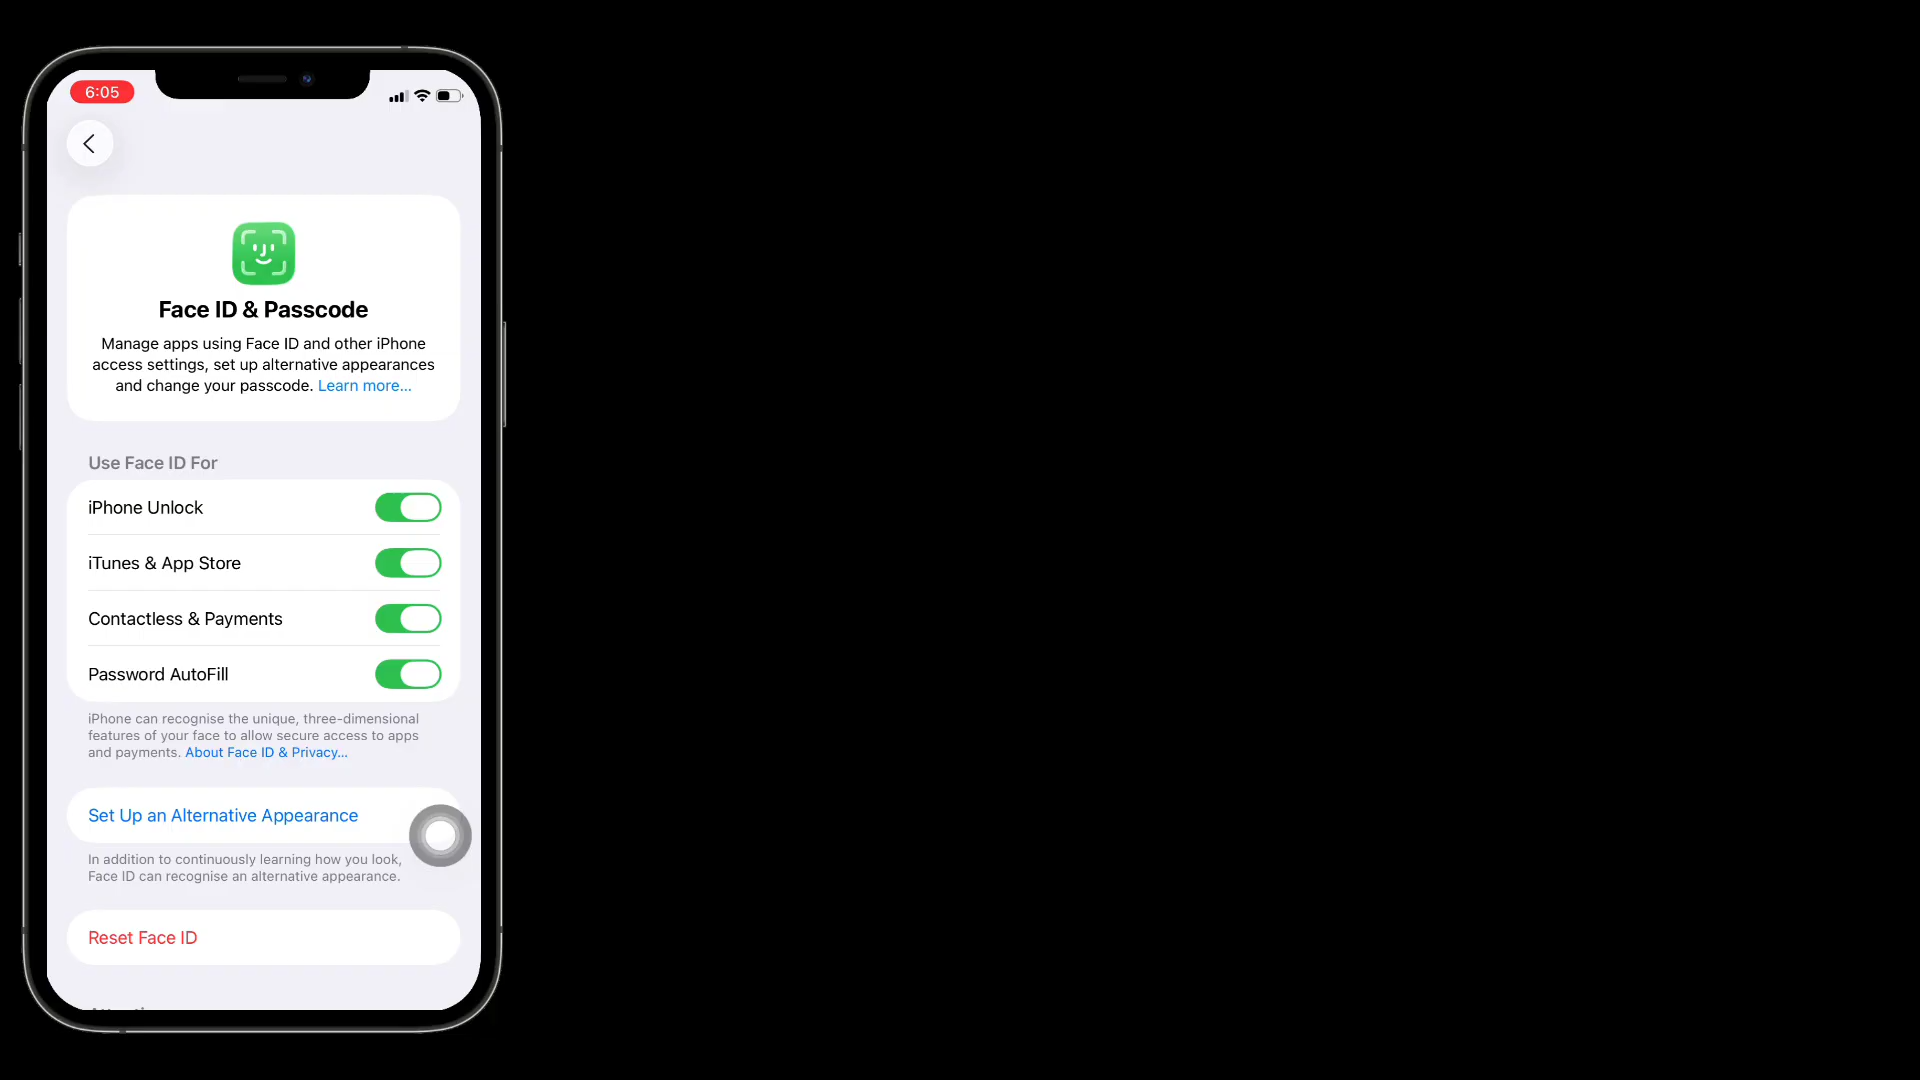 6:05
Face ID & Passcode
Manage apps using Face ID and other iPhone
access settings, set up alternative appearances
and change your passcode. Learn more...
Use Face ID For
iPhone Unlock
iTunes & App Store
Contactless & Payments
Password AutoFill
iPhone can recognise the unique, three-dimensional
features of your face to allow secure access to apps
and payments. About Face ID & Privacy...
Set Up an Alternative Appearance
In addition to continuously learning how you look,
Face ID can recognise an alternative appearance.
Reset Face ID